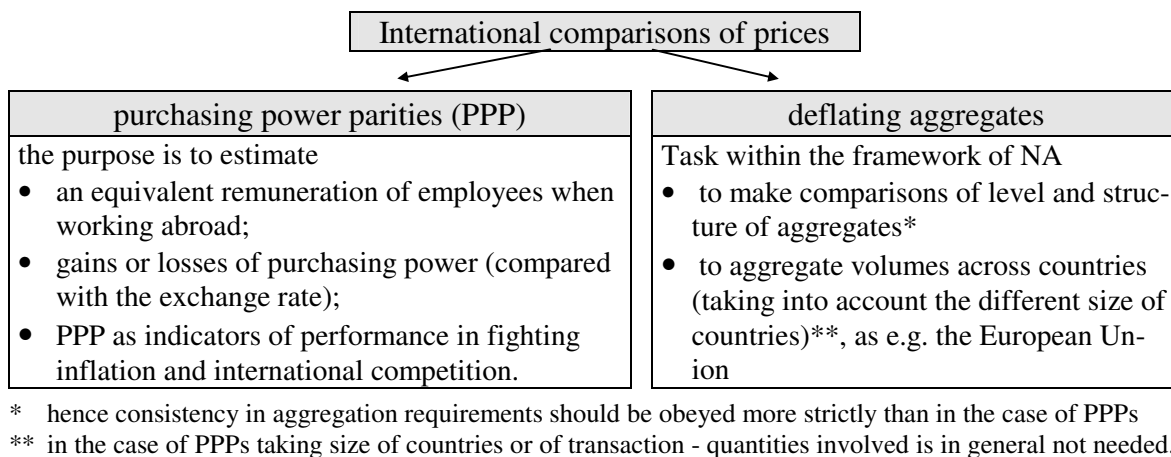 International comparisons of prices
purchasing power parities (PPP)
the purpose is to estimate
• an equivalent remuneration of employees when
working abroad;
• gains or losses of purchasing power (compared
with the exchange rate);
• PPP as indicators of performance in fighting
inflation and international competition.
deflating aggregates
Task within the framework of NA
• to make comparisons of level and struc-
ture of aggregates*
• to aggregate volumes across countries
(taking into account the different size of
countries)**, as e.g. the European Un-
ion
* hence consistency in aggregation requirements should be obeyed more strictly than in the case of PPPs
** in the case of PPPs taking size of countries or of transaction - quantities involved is in general not needed.